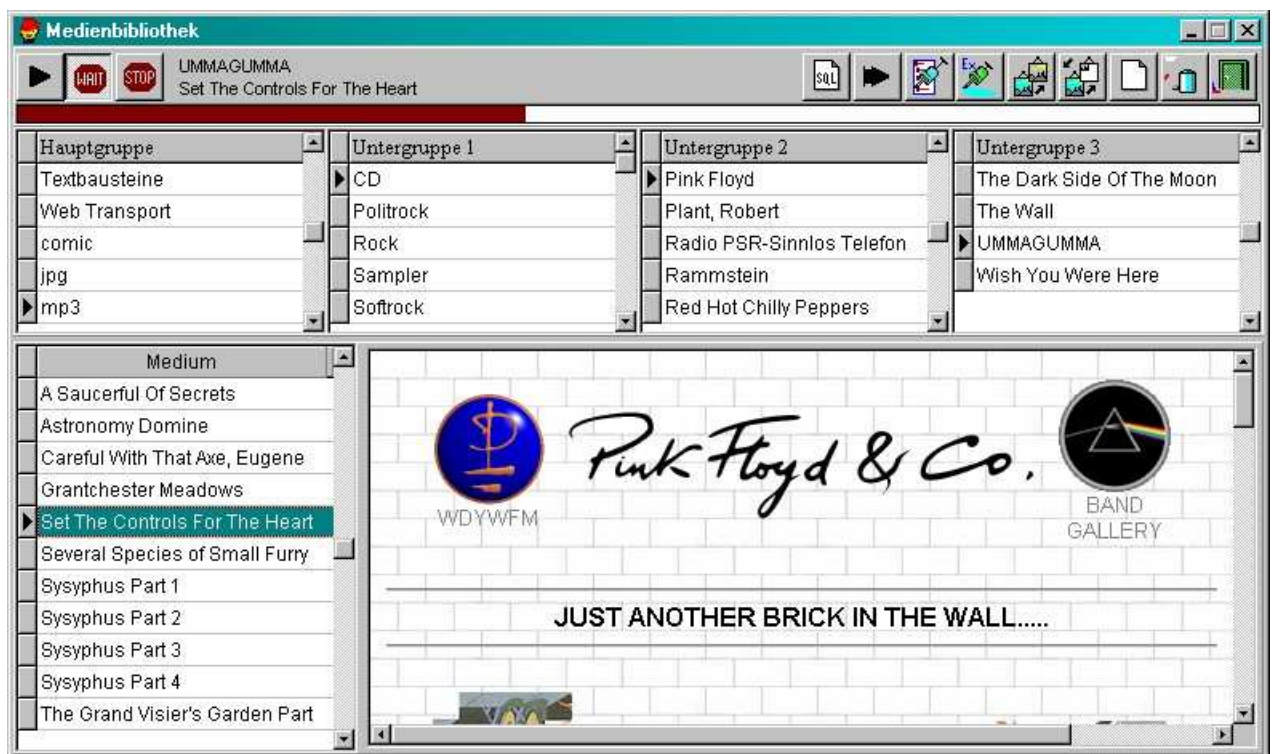 Medienbibliothek
WAIT
STOP
UMMAGUMMA
Set The Controls For The Heart
SQL
Ex
Hauptgruppe
Textbausteine
Web Transport
comic
jpg
mp3
Untergruppe 1
CD
Politrock
Rock
Sampler
Softrock
Untergruppe 2
Pink Floyd
Plant, Robert
Radio PSR-Sinnlos Telefon
Rammstein
Red Hot Chilly Peppers
Untergruppe 3
The Dark Side Of The Moon
The Wall
UMMAGUMMA
Wish You Were Here
Medium
A Saucerful Of Secrets
Astronomy Domine
Careful With That Axe, Eugene
Grantchester Meadows
Set The Controls For The Heart
Several Species of Small Furry
Sysyphus Part 1
Sysyphus Part 2
Sysyphus Part 3
Sysyphus Part 4
The Grand Visier's Garden Part
Pink Floyd & Co.
WDYWFM
BAND
GALLERY
JUST ANOTHER BRICK IN THE WALL.....